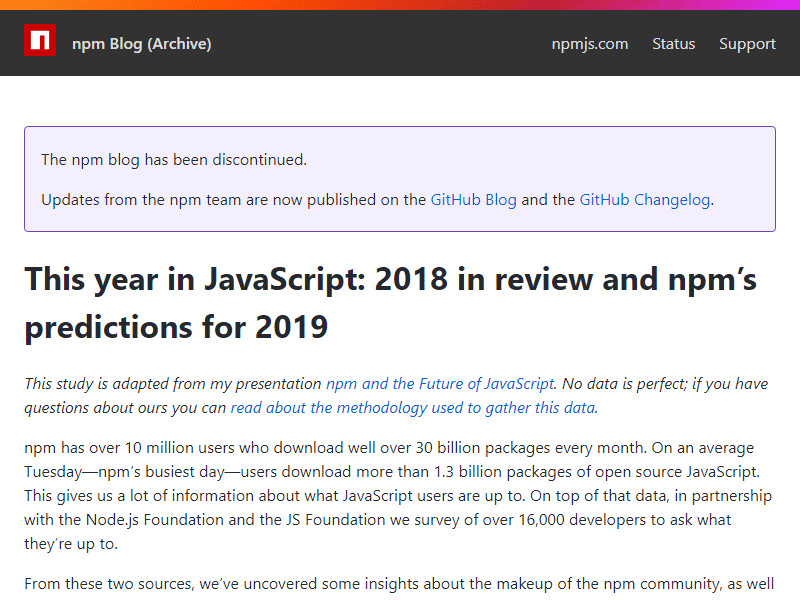 npm Blog (Archive)
npmjs.com Status Support
The npm blog has been discontinued.
Updates from the npm team are now published on the GitHub Blog and the GitHub Changelog.
This year in JavaScript: 2018 in review and npm’s
predictions for 2019
This study is adapted from my presentation npm and the Future of JavaScript. No data is perfect; if you have
questions about ours you can read about the methodology used to gather this data.
npm has over 10 million users who download well over 30 billion packages every month. On an average
Tuesday—npm’s busiest day—users download more than 1.3 billion packages of open source JavaScript.
This gives us a lot of information about what JavaScript users are up to. On top of that data, in partnership
with the Node.js Foundation and the JS Foundation we survey of over 16,000 developers to ask what
they’re up to.
From these two sources, we’ve uncovered some insights about the makeup of the npm community, as well